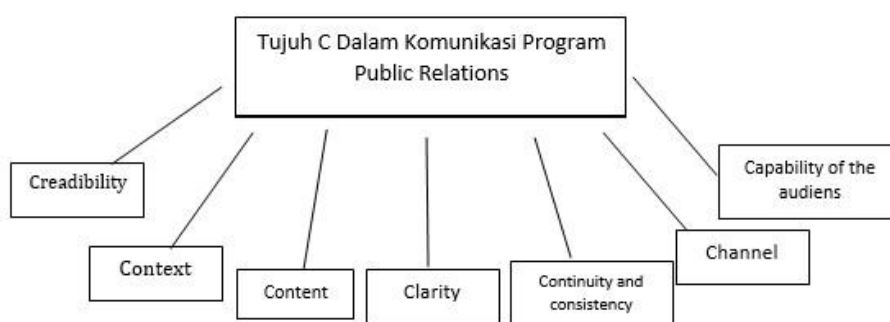 Tujuh C Dalam Komunikasi Program
Public Relations
Creadibility
Context
Content
Clarity
Continuity and
consistency
Channel
Capability of the
audiens